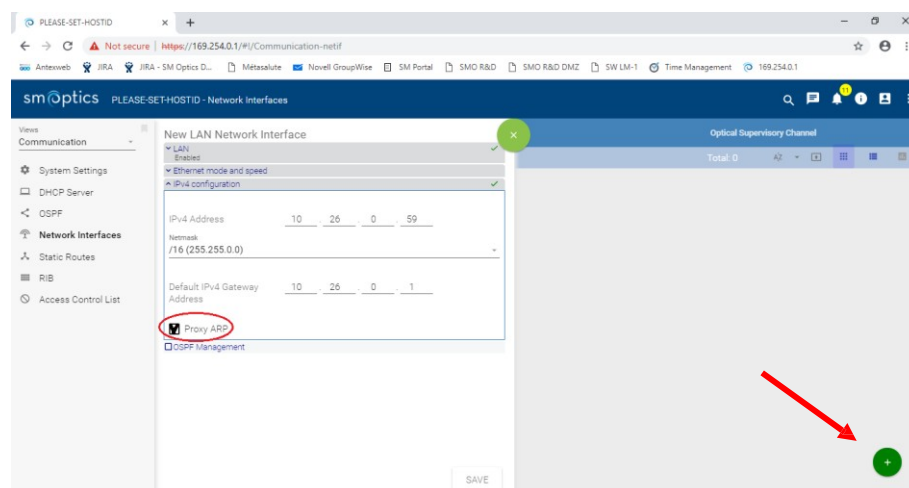 PLEASE-SET-HOSTID
Not secure | https://169.254.0.1/#!/Communication-netif
Antexweb JIRA JIRA - SM Optics D... Métasalute Novell GroupWise SM Portal SMO R&D SMO R&D DMZ SW LM-1 Time Management 169.254.0.1
smoptics PLEASE-SET-HOSTID - Network Interfaces
11
Views
Communication
New LAN Network Interface
Optical Supervisory Channel
LAN
Enabled
Total: 0
System Settings
Ethernet mode and speed
IPv4 configuration
DHCP Server
OSPF
IPv4 Address 10 . 26 . 0 . 59
Network Interfaces
Netmask
/16 (255.255.0.0)
Static Routes
RIB
Default IPv4 Gateway Address 10 . 26 . 0 . 1
Access Control List
Proxy ARP
OSPF Management
SAVE